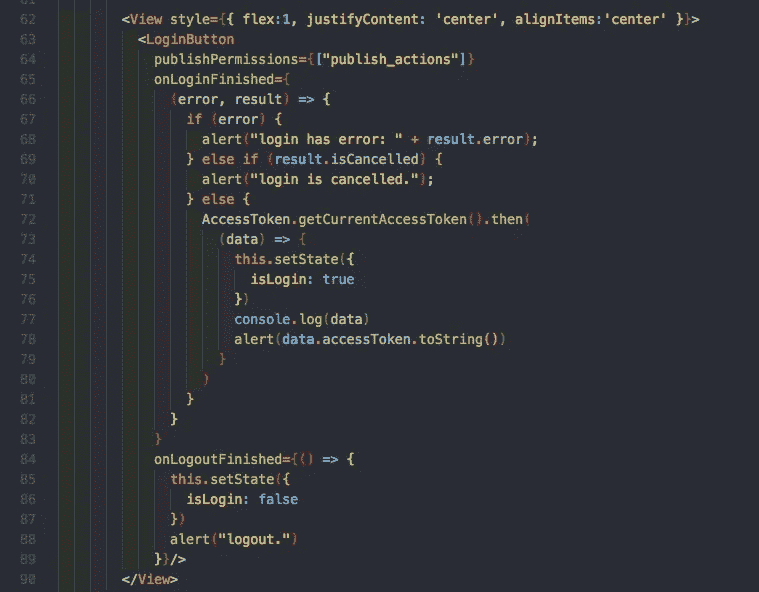 62 <View style={{ flex:1, justifyContent: 'center', alignItems:'center' }}>
63   <LoginButton
64     publishPermissions={["publish_actions"]}
65     onLoginFinished={
66       (error, result) => {
67         if (error) {
68           alert("login has error: " + result.error);
69         } else if (result.isCancelled) {
70           alert("login is cancelled.");
71         } else {
72           AccessToken.getCurrentAccessToken().then(
73             (data) => {
74               this.setState({
75                 isLogin: true
76               })
77               console.log(data)
78               alert(data.accessToken.toString())
79             }
80           )
81         }
82       }
83     }
84     onLogoutFinished={() => {
85       this.setState({
86         isLogin: false
87       })
88       alert("logout.")
89     }}/>
90 </View>